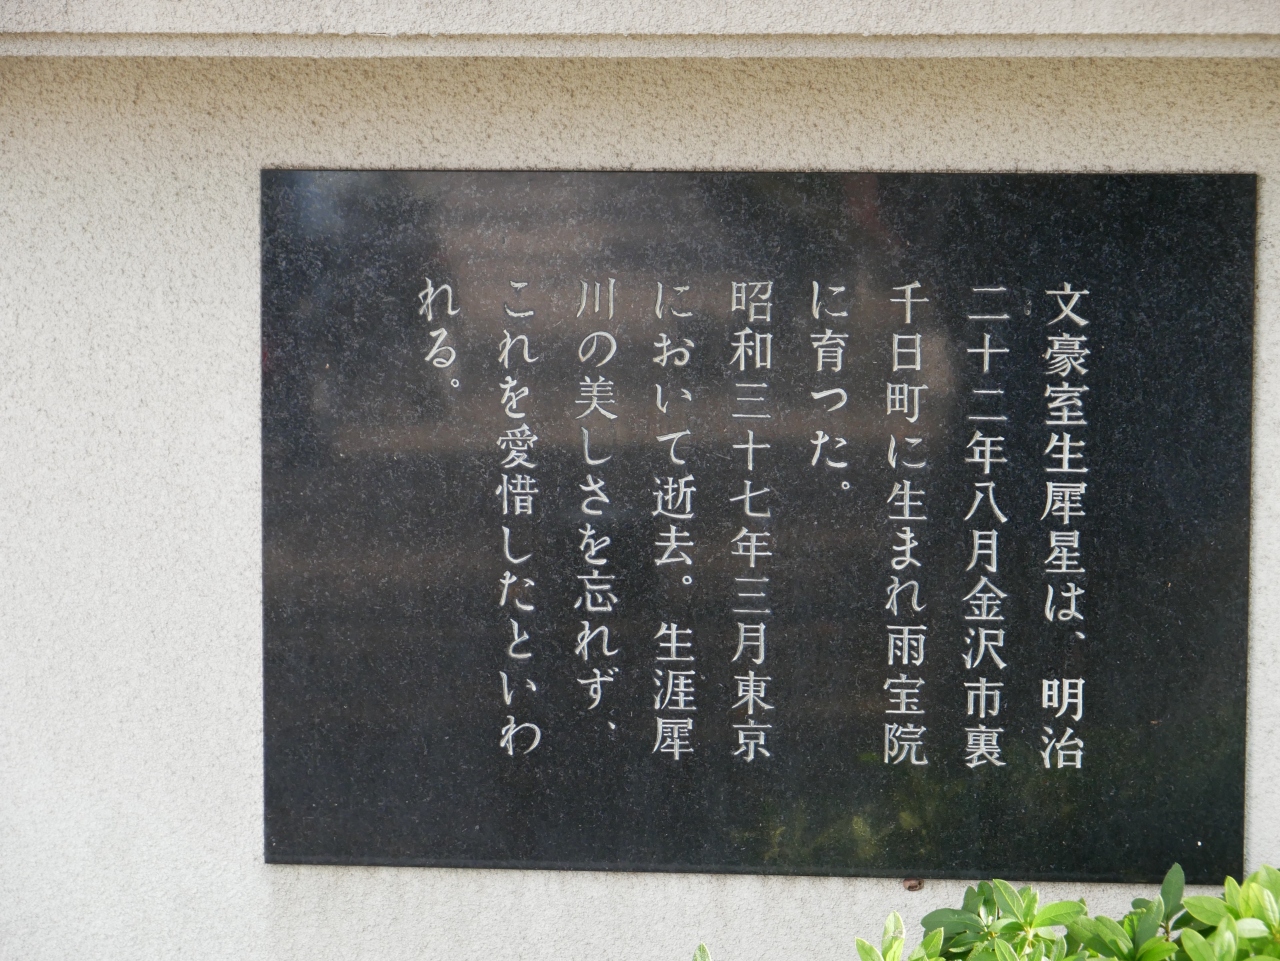 文豪室生犀星は、明治
二十二年八月金沢市裏
千日町に生まれ雨宝院
に育つた。
昭和三十七年三月東京
において逝去。生涯犀
川の美しさを忘れず、
これを愛惜したといわ
れる。